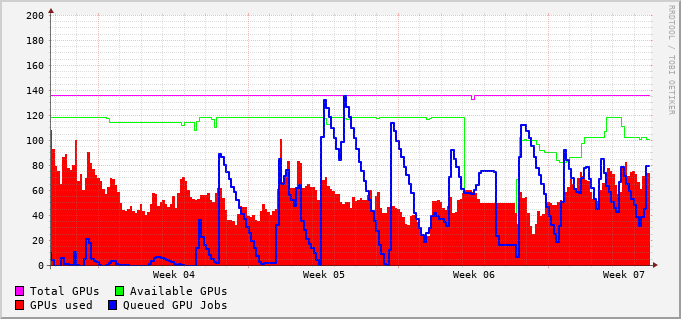 200
180
160
140
120
100
80
60
40
20
0
Week 04 Week 05 Week 06 Week 07
Total GPUs Available GPUs
GPUs used Queued GPU Jobs
RRDTOOL / TOBI OETIKER